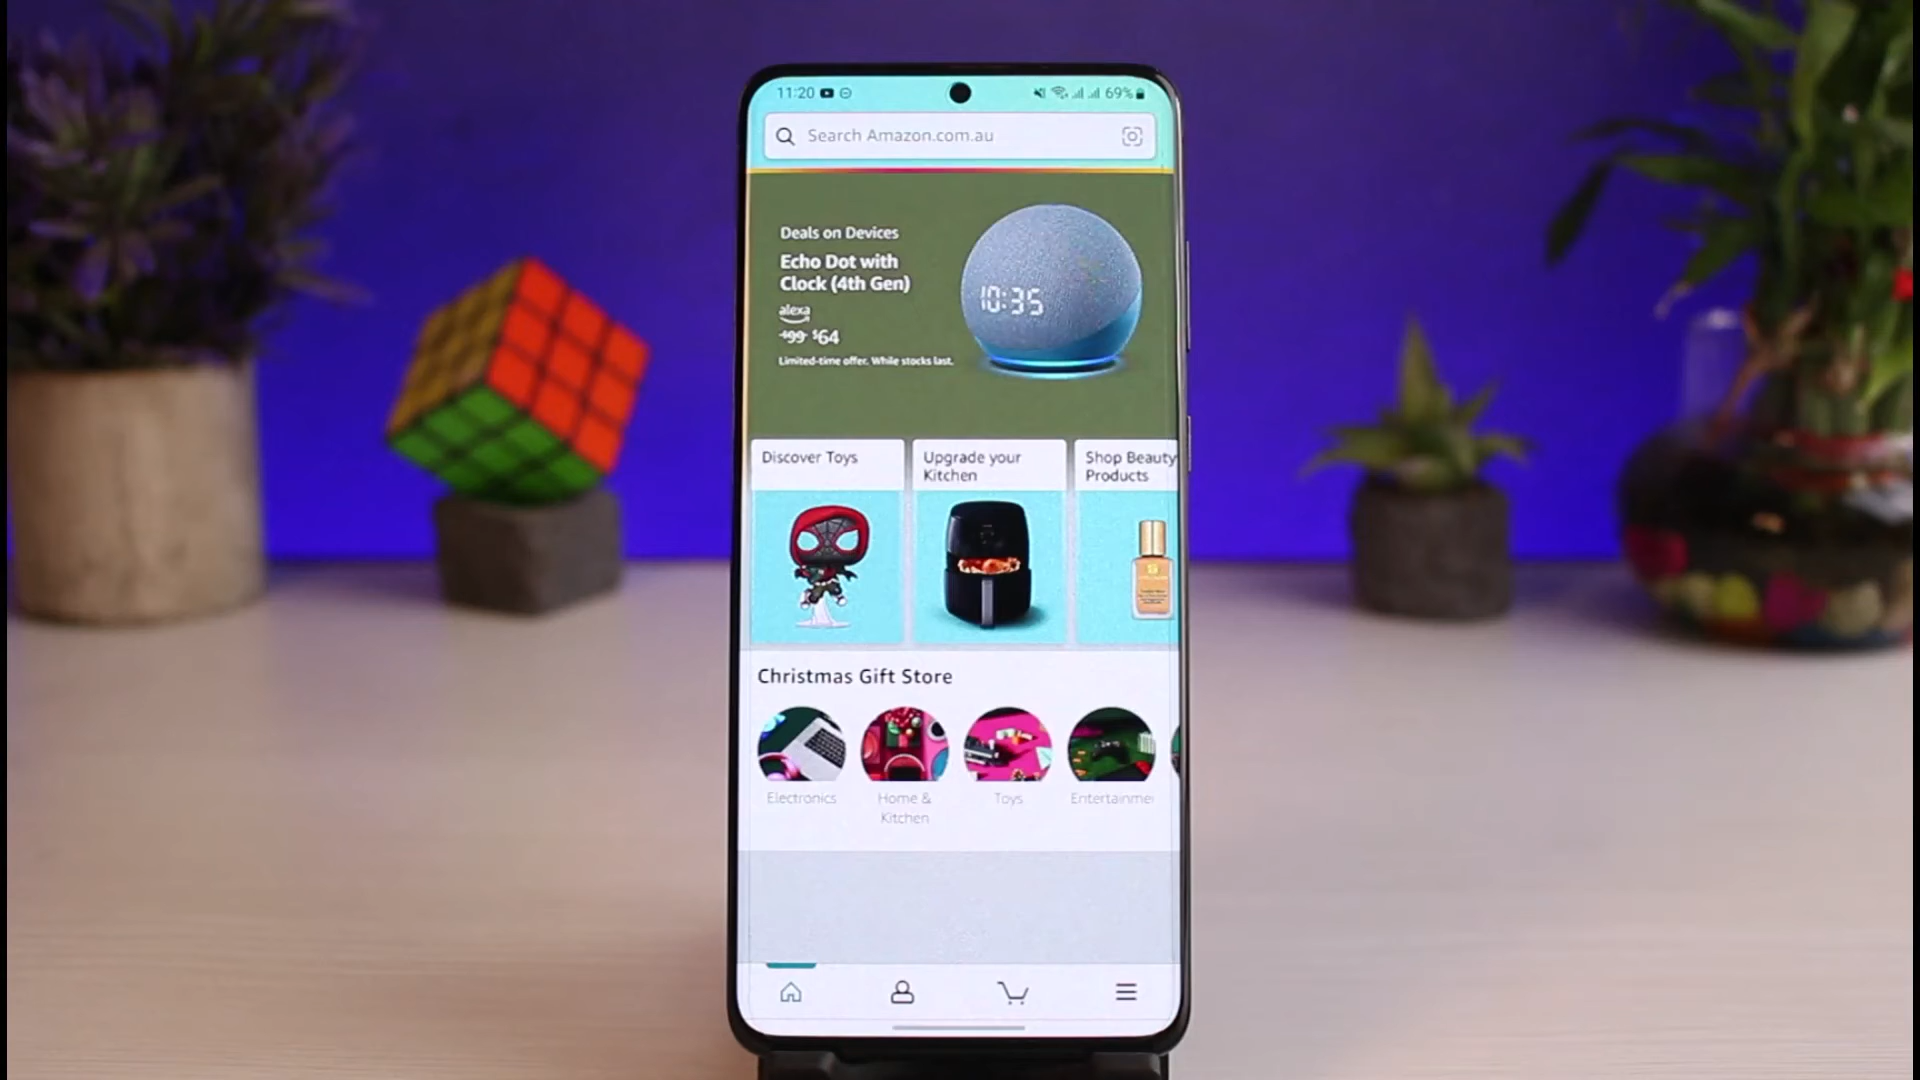 11:20
69%
Search Amazon.com.au
Deals on Devices
Echo Dot with
Clock (4th Gen)
alexa
$99 $64
Limited-time offer. While stocks last.
10:35
Discover Toys
Upgrade your
Kitchen
Shop Beauty
Products
Christmas Gift Store
Electronics
Home &
Kitchen
Toys
Entertainme